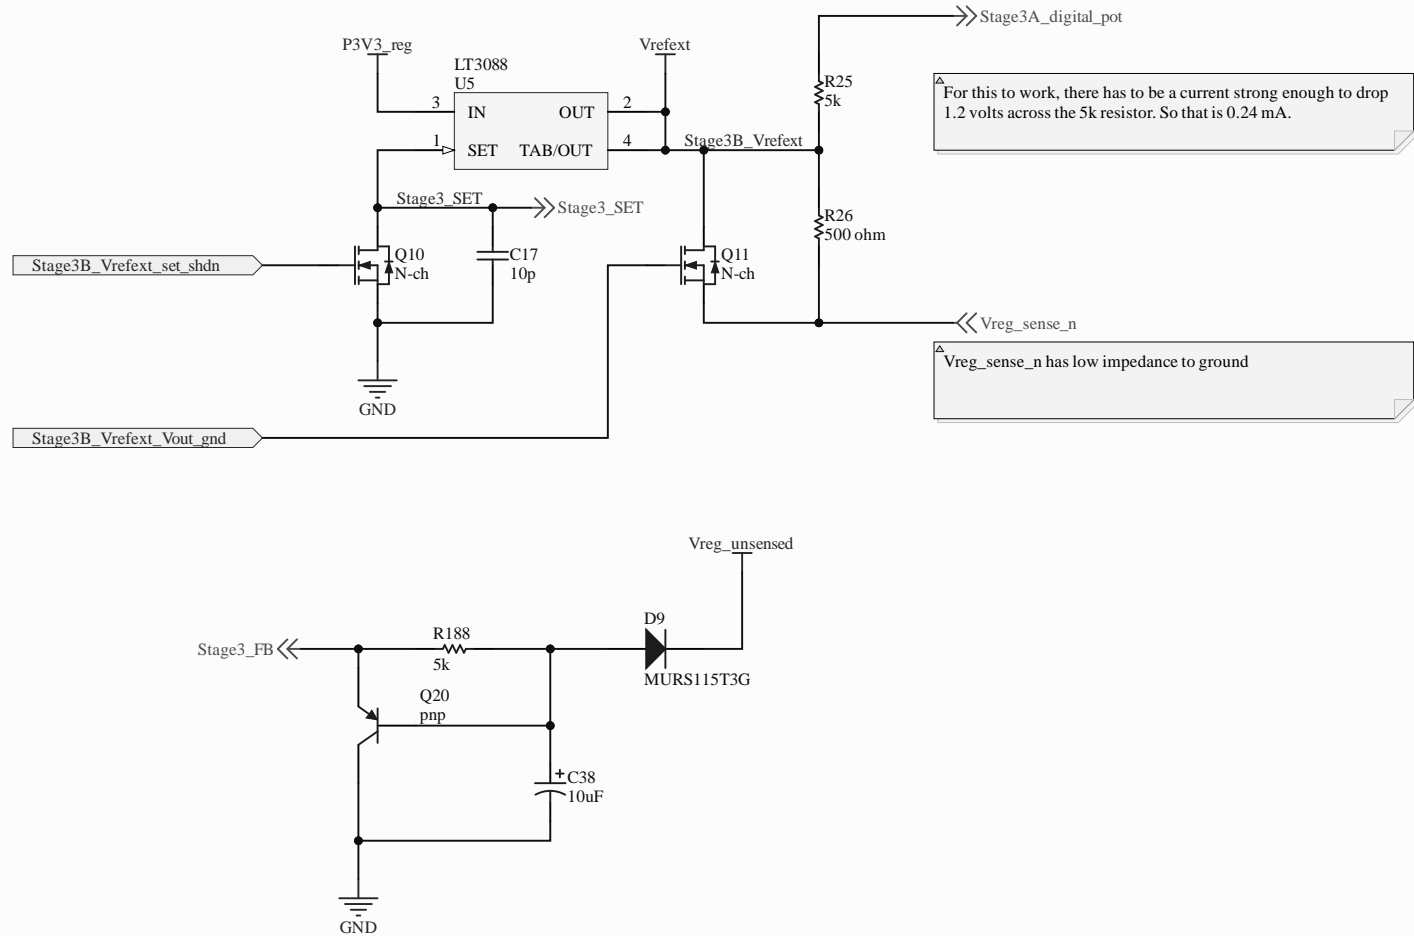 Stage3A_digital_pot
P3V3_reg
Vrefext
LT3088
U5
3
IN
OUT
2
1
SET
TAB/OUT
4
Stage3B_Vrefext
R25
5k
For this to work, there has to be a current strong enough to drop
1.2 volts across the 5k resistor. So that is 0.24 mA.
Stage3_SET
Stage3_SET
R26
500 ohm
Stage3B_Vrefext_set_shdn
Q10
N-ch
C17
10p
Q11
N-ch
Vreg_sense_n
Vreg_sense_n has low impedance to ground
GND
Stage3B_Vrefext_Vout_gnd
Vreg_unsensed
D9
MURS115T3G
Stage3_FB
R188
5k
Q20
pnp
+
C38
10uF
GND